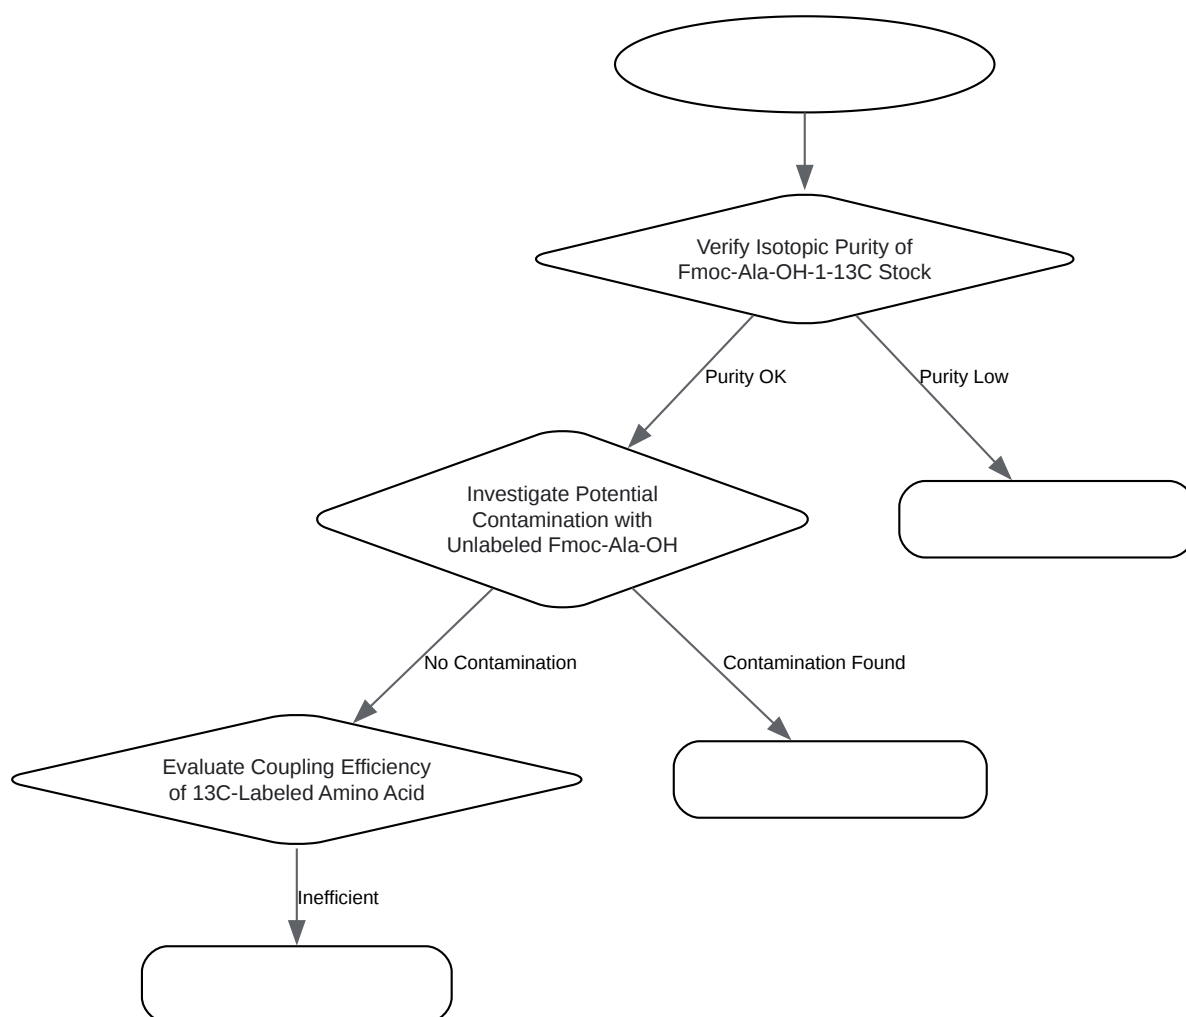 Verify Isotopic Purity of
Fmoc-Ala-OH-1-13C Stock
Purity OK
Purity Low
Investigate Potential
Contamination with
Unlabeled Fmoc-Ala-OH
No Contamination
Contamination Found
Evaluate Coupling Efficiency
of 13C-Labeled Amino Acid
Inefficient